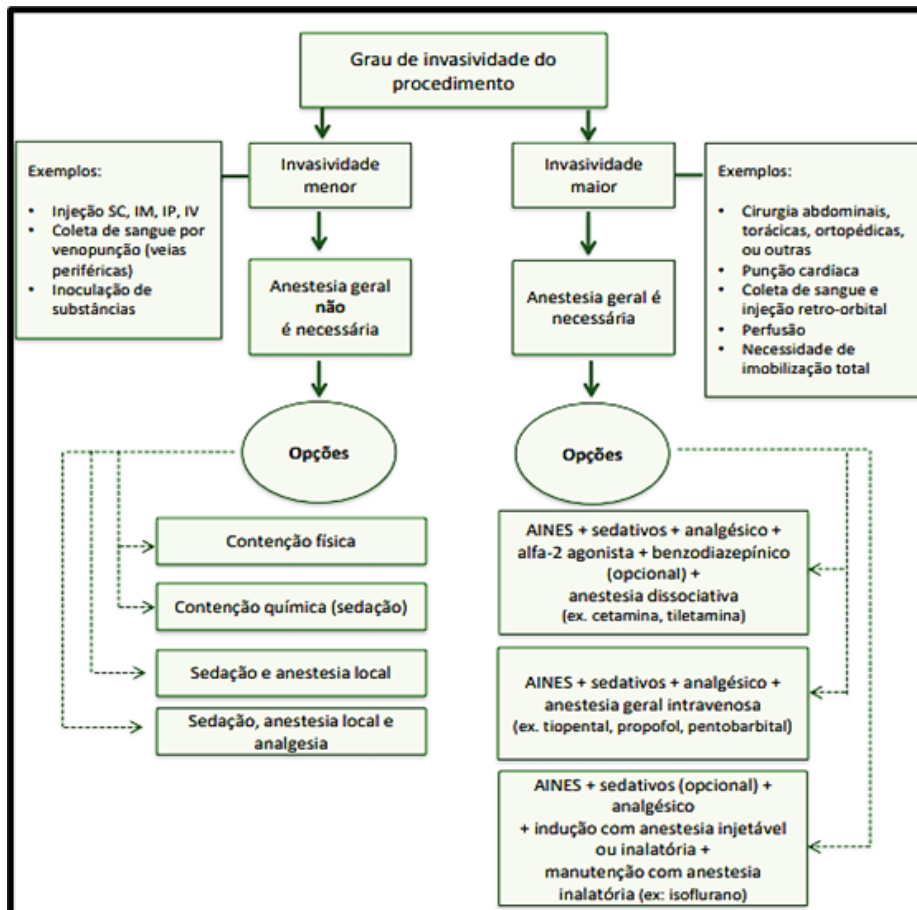 Grau de invasividade do
procedimento
Exemplos:
• Injeção SC, IM, IP, IV
• Coleta de sangue por
venopunção (veias
periféricas)
• Inoculação de
substâncias
Invasividade
menor
Invasividade
maior
Exemplos:
• Cirurgia abdominais,
torácicas, ortopédicas,
ou outras
• Punção cardíaca
• Coleta de sangue e
injeção retro-orbital
• Perfusão
• Necessidade de
imobilização total
Anestesia geral
não
é necessária
Anestesia geral é
necessária
Opções
Opções
Contenção física
Contenção química (sedação)
Sedação e anestesia local
Sedação, anestesia local e
analgesia
AINES + sedativos + analgésico +
alfa-2 agonista + benzodiazepínico
(opcional) +
anestesia dissociativa
(ex. cetamina, tiletamina)
AINES + sedativos + analgésico +
anestesia geral intravenosa
(ex. tiopental, propofol, pentobarbital)
AINES + sedativos (opcional) +
analgésico
+ indução com anestesia injetável
ou inalatória +
manutenção com anestesia
inalatória (ex: isoflurano)